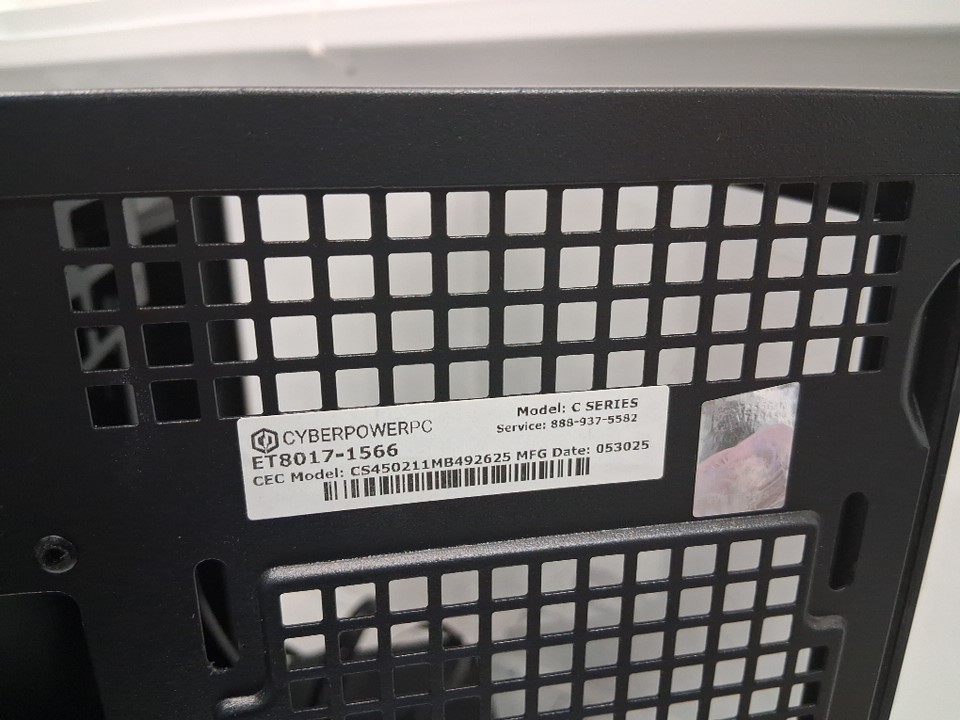 CYBERPOWERPC
Model: C SERIES
Service: 888-937-5582
ET8017-1566
CEC Model: CS450211MB492625 MFG Date: 053025